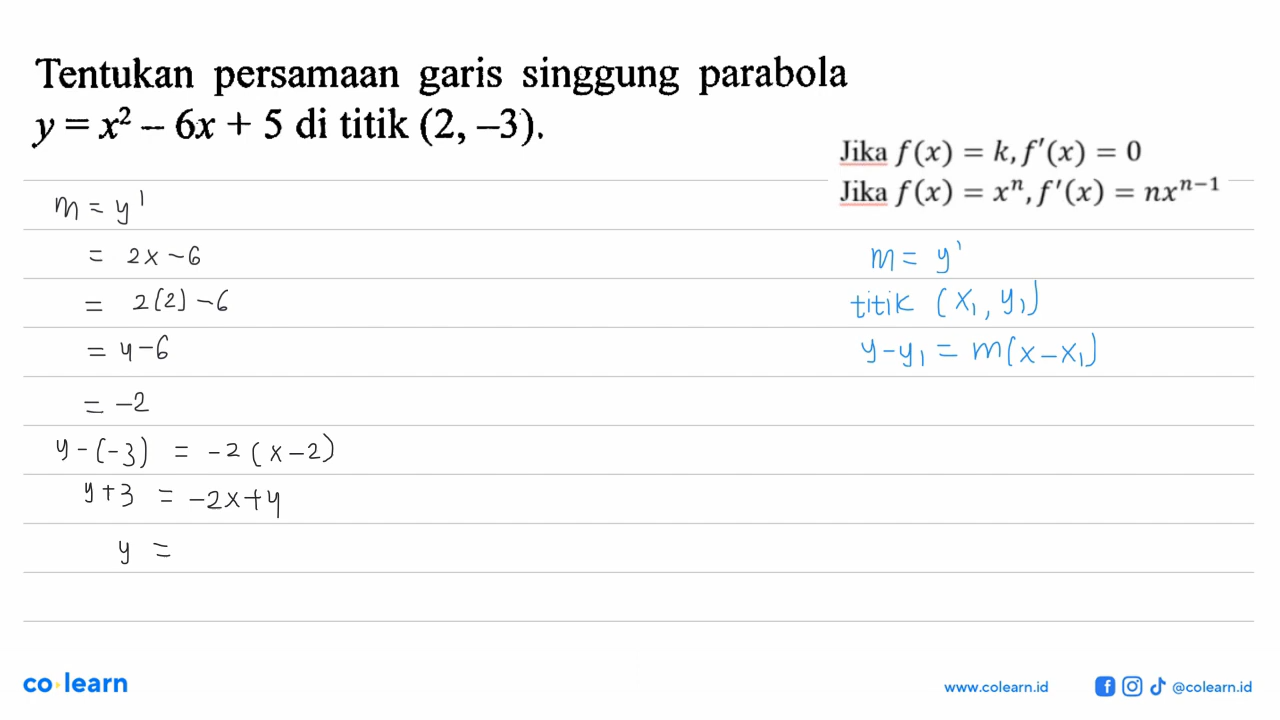 Tentukan persamaan garis singgung parabola
y = x² – 6x + 5 di titik (2, –3).
Jika f(x) = k, f'(x) = 0
Jika f(x) = xⁿ, f'(x) = nxⁿ⁻¹
m = y'
= 2x - 6
= 2(2) - 6
= 4 - 6
= -2
y - (-3) = -2 (x - 2)
y + 3 = -2x + 4
y =
m = y'
titik (x₁, y₁)
y - y₁ = m(x - x₁)
co learn
www.colearn.id
@colearn.id